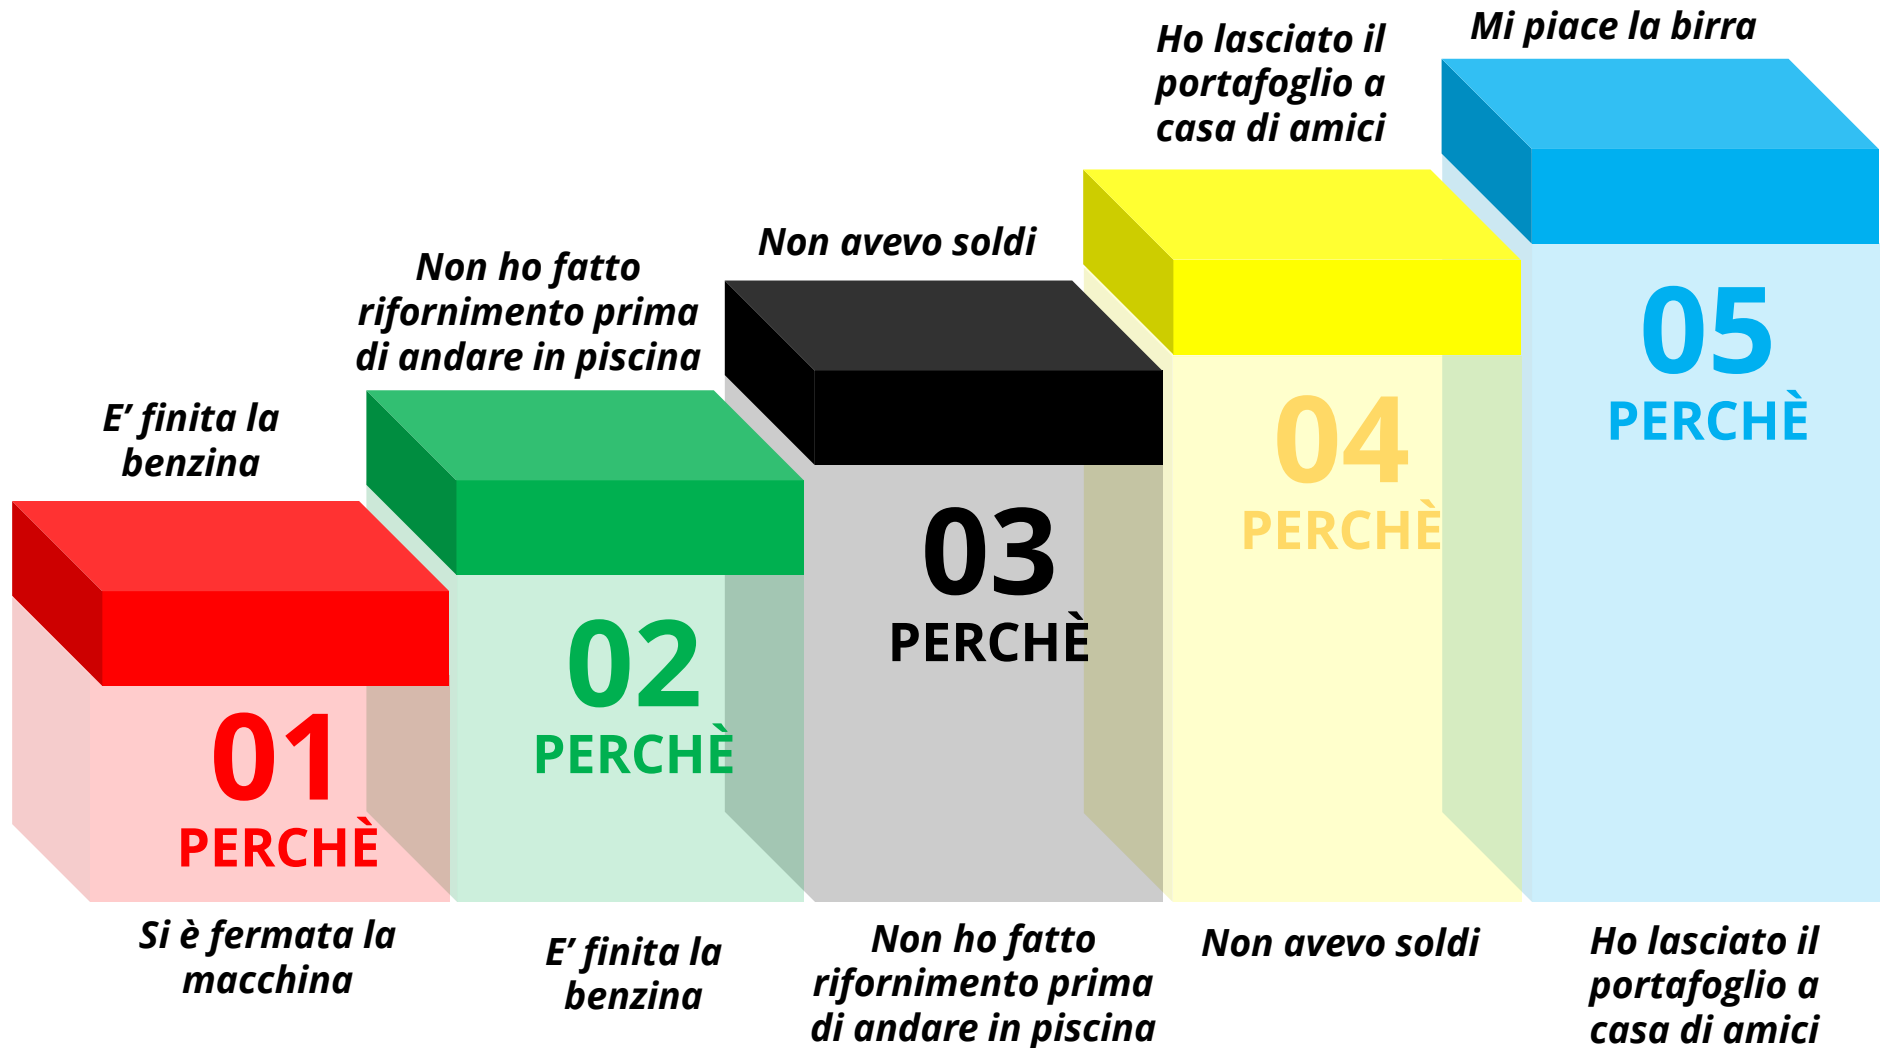 E’ finita la
benzina
01
PERCHÈ
Si è fermata la
macchina
Non ho fatto
rifornimento prima
di andare in piscina
02
PERCHÈ
E’ finita la
benzina
Non avevo soldi
03
PERCHÈ
Non ho fatto
rifornimento prima
di andare in piscina
Ho lasciato il
portafoglio a
casa di amici
04
PERCHÈ
Non avevo soldi
Mi piace la birra
05
PERCHÈ
Ho lasciato il
portafoglio a
casa di amici